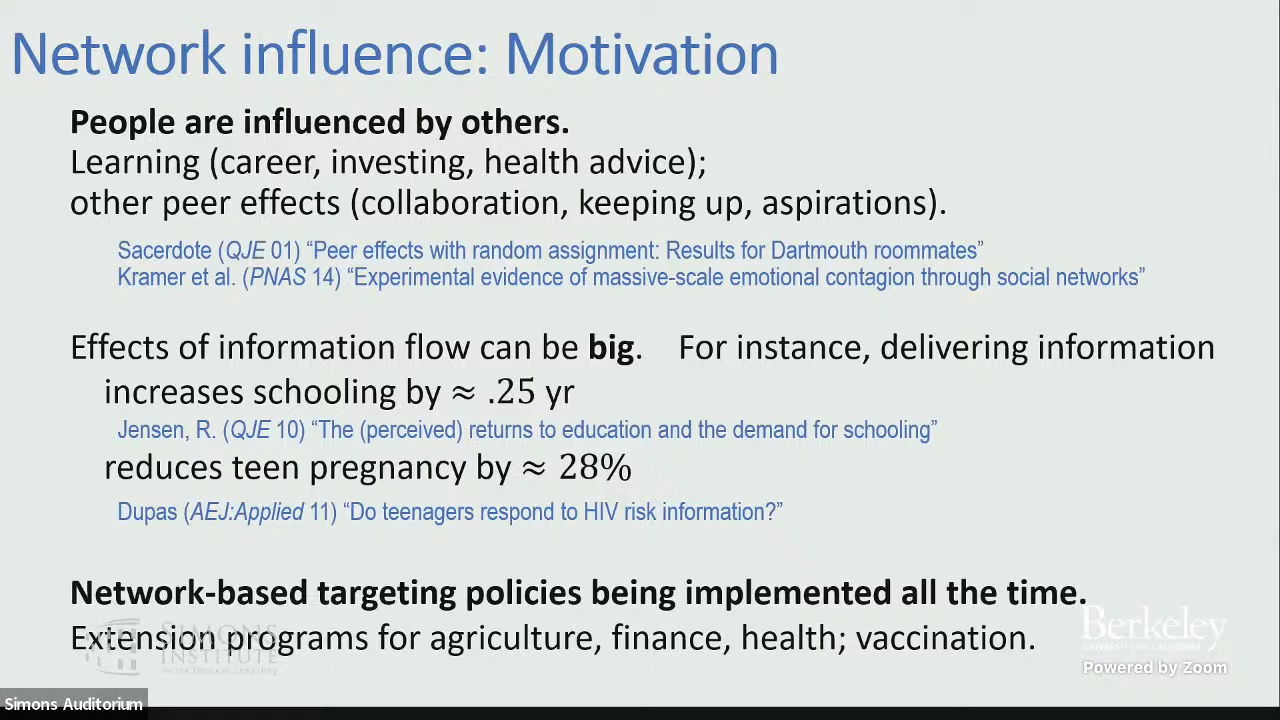 Network influence: Motivation
People are influenced by others.
Learning (career, investing, health advice);
other peer effects (collaboration, keeping up, aspirations).
Sacerdote (QJE 01) “Peer effects with random assignment: Results for Dartmouth roommates”
Kramer et al. (PNAS 14) “Experimental evidence of massive-scale emotional contagion through social networks”
Effects of information flow can be big. For instance, delivering information
increases schooling by ≈ .25 yr
Jensen, R. (QJE 10) “The (perceived) returns to education and the demand for schooling”
reduces teen pregnancy by ≈ 28%
Dupas (AEJ:Applied 11) “Do teenagers respond to HIV risk information?”
Network-based targeting policies being implemented all the time.
Extension programs for agriculture, finance, health; vaccination.
SIMONS
INSTITUTE
Berkeley
Powered by Zoom
Simons Auditorium